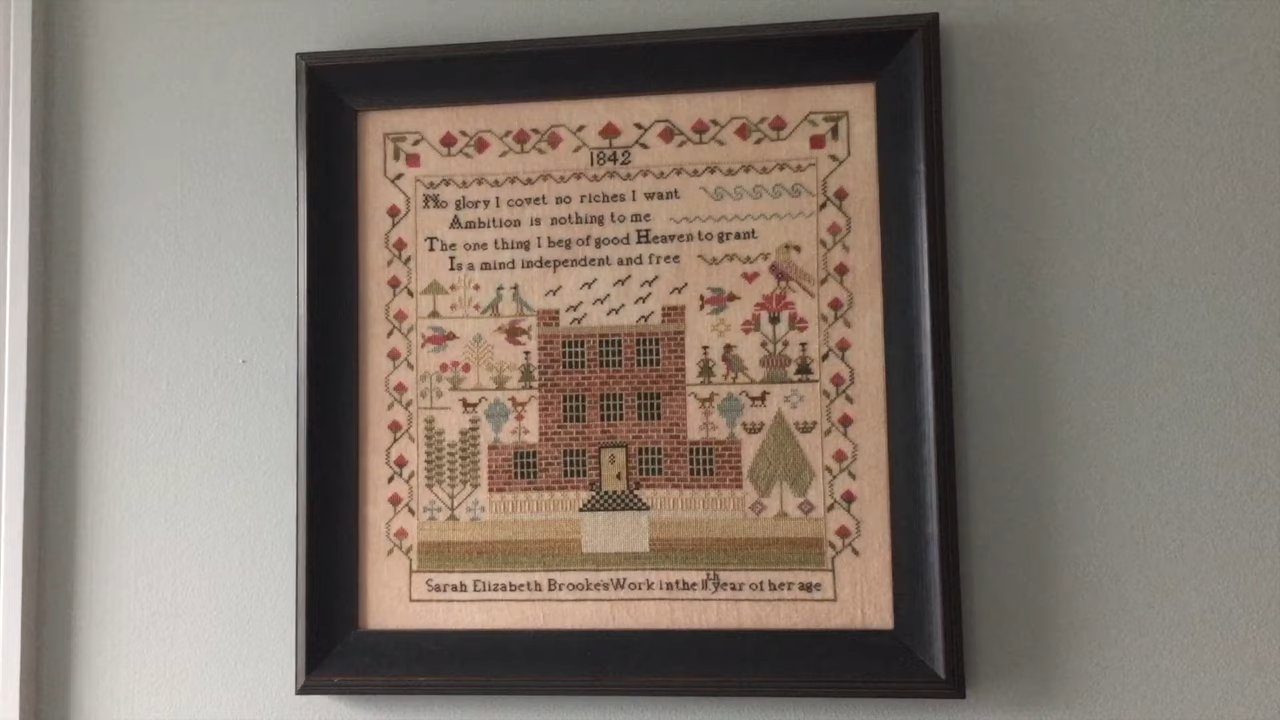 1842
No glory I covet no riches I want
Ambition is nothing to me
The one thing I beg of good Heaven to grant
Is a mind independent and free
Sarah Elizabeth Brooke's Work in the 11th year of her age